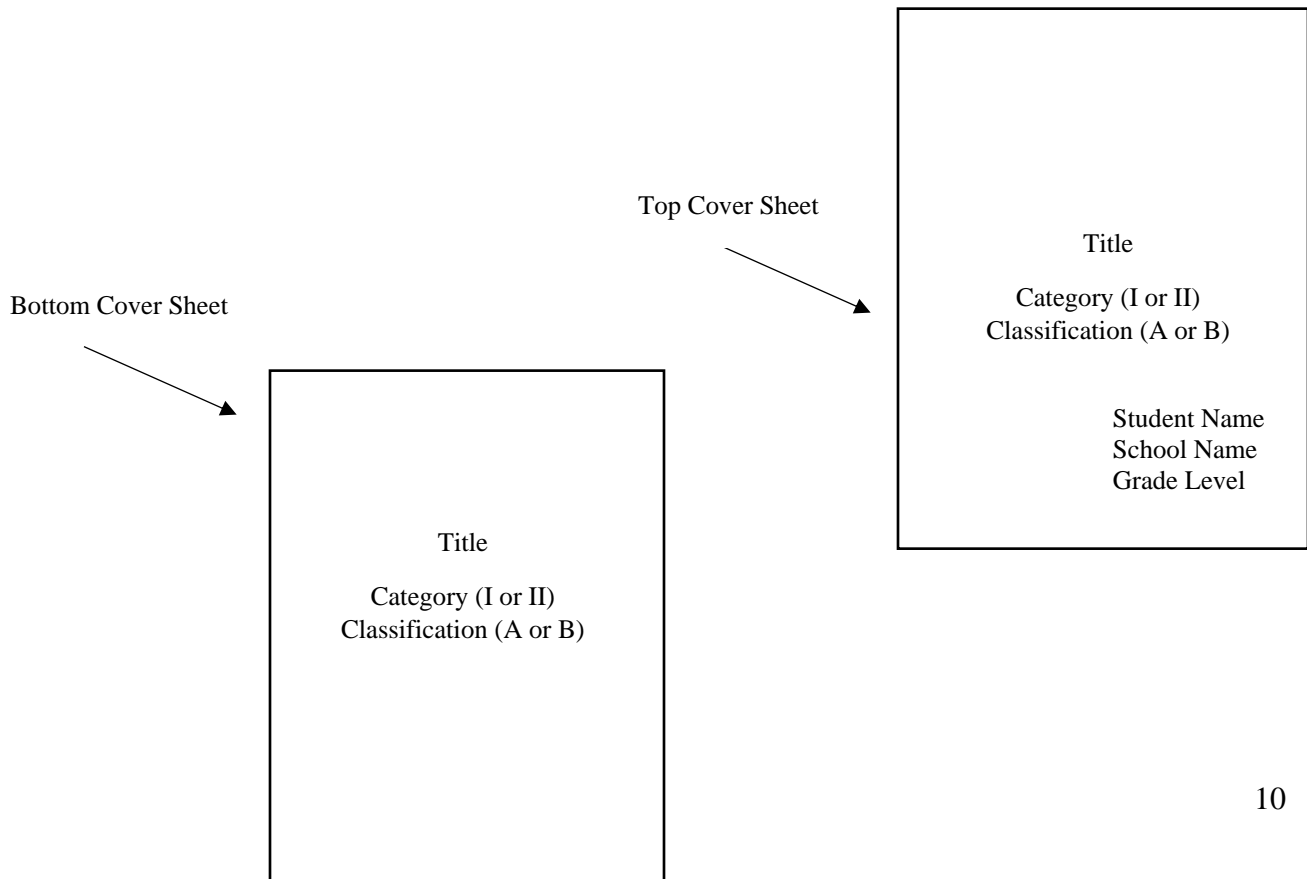 Top Cover Sheet
Title
Category (I or II)
Classification (A or B)
Student Name
School Name
Grade Level
Bottom Cover Sheet
Title
Category (I or II)
Classification (A or B)
10